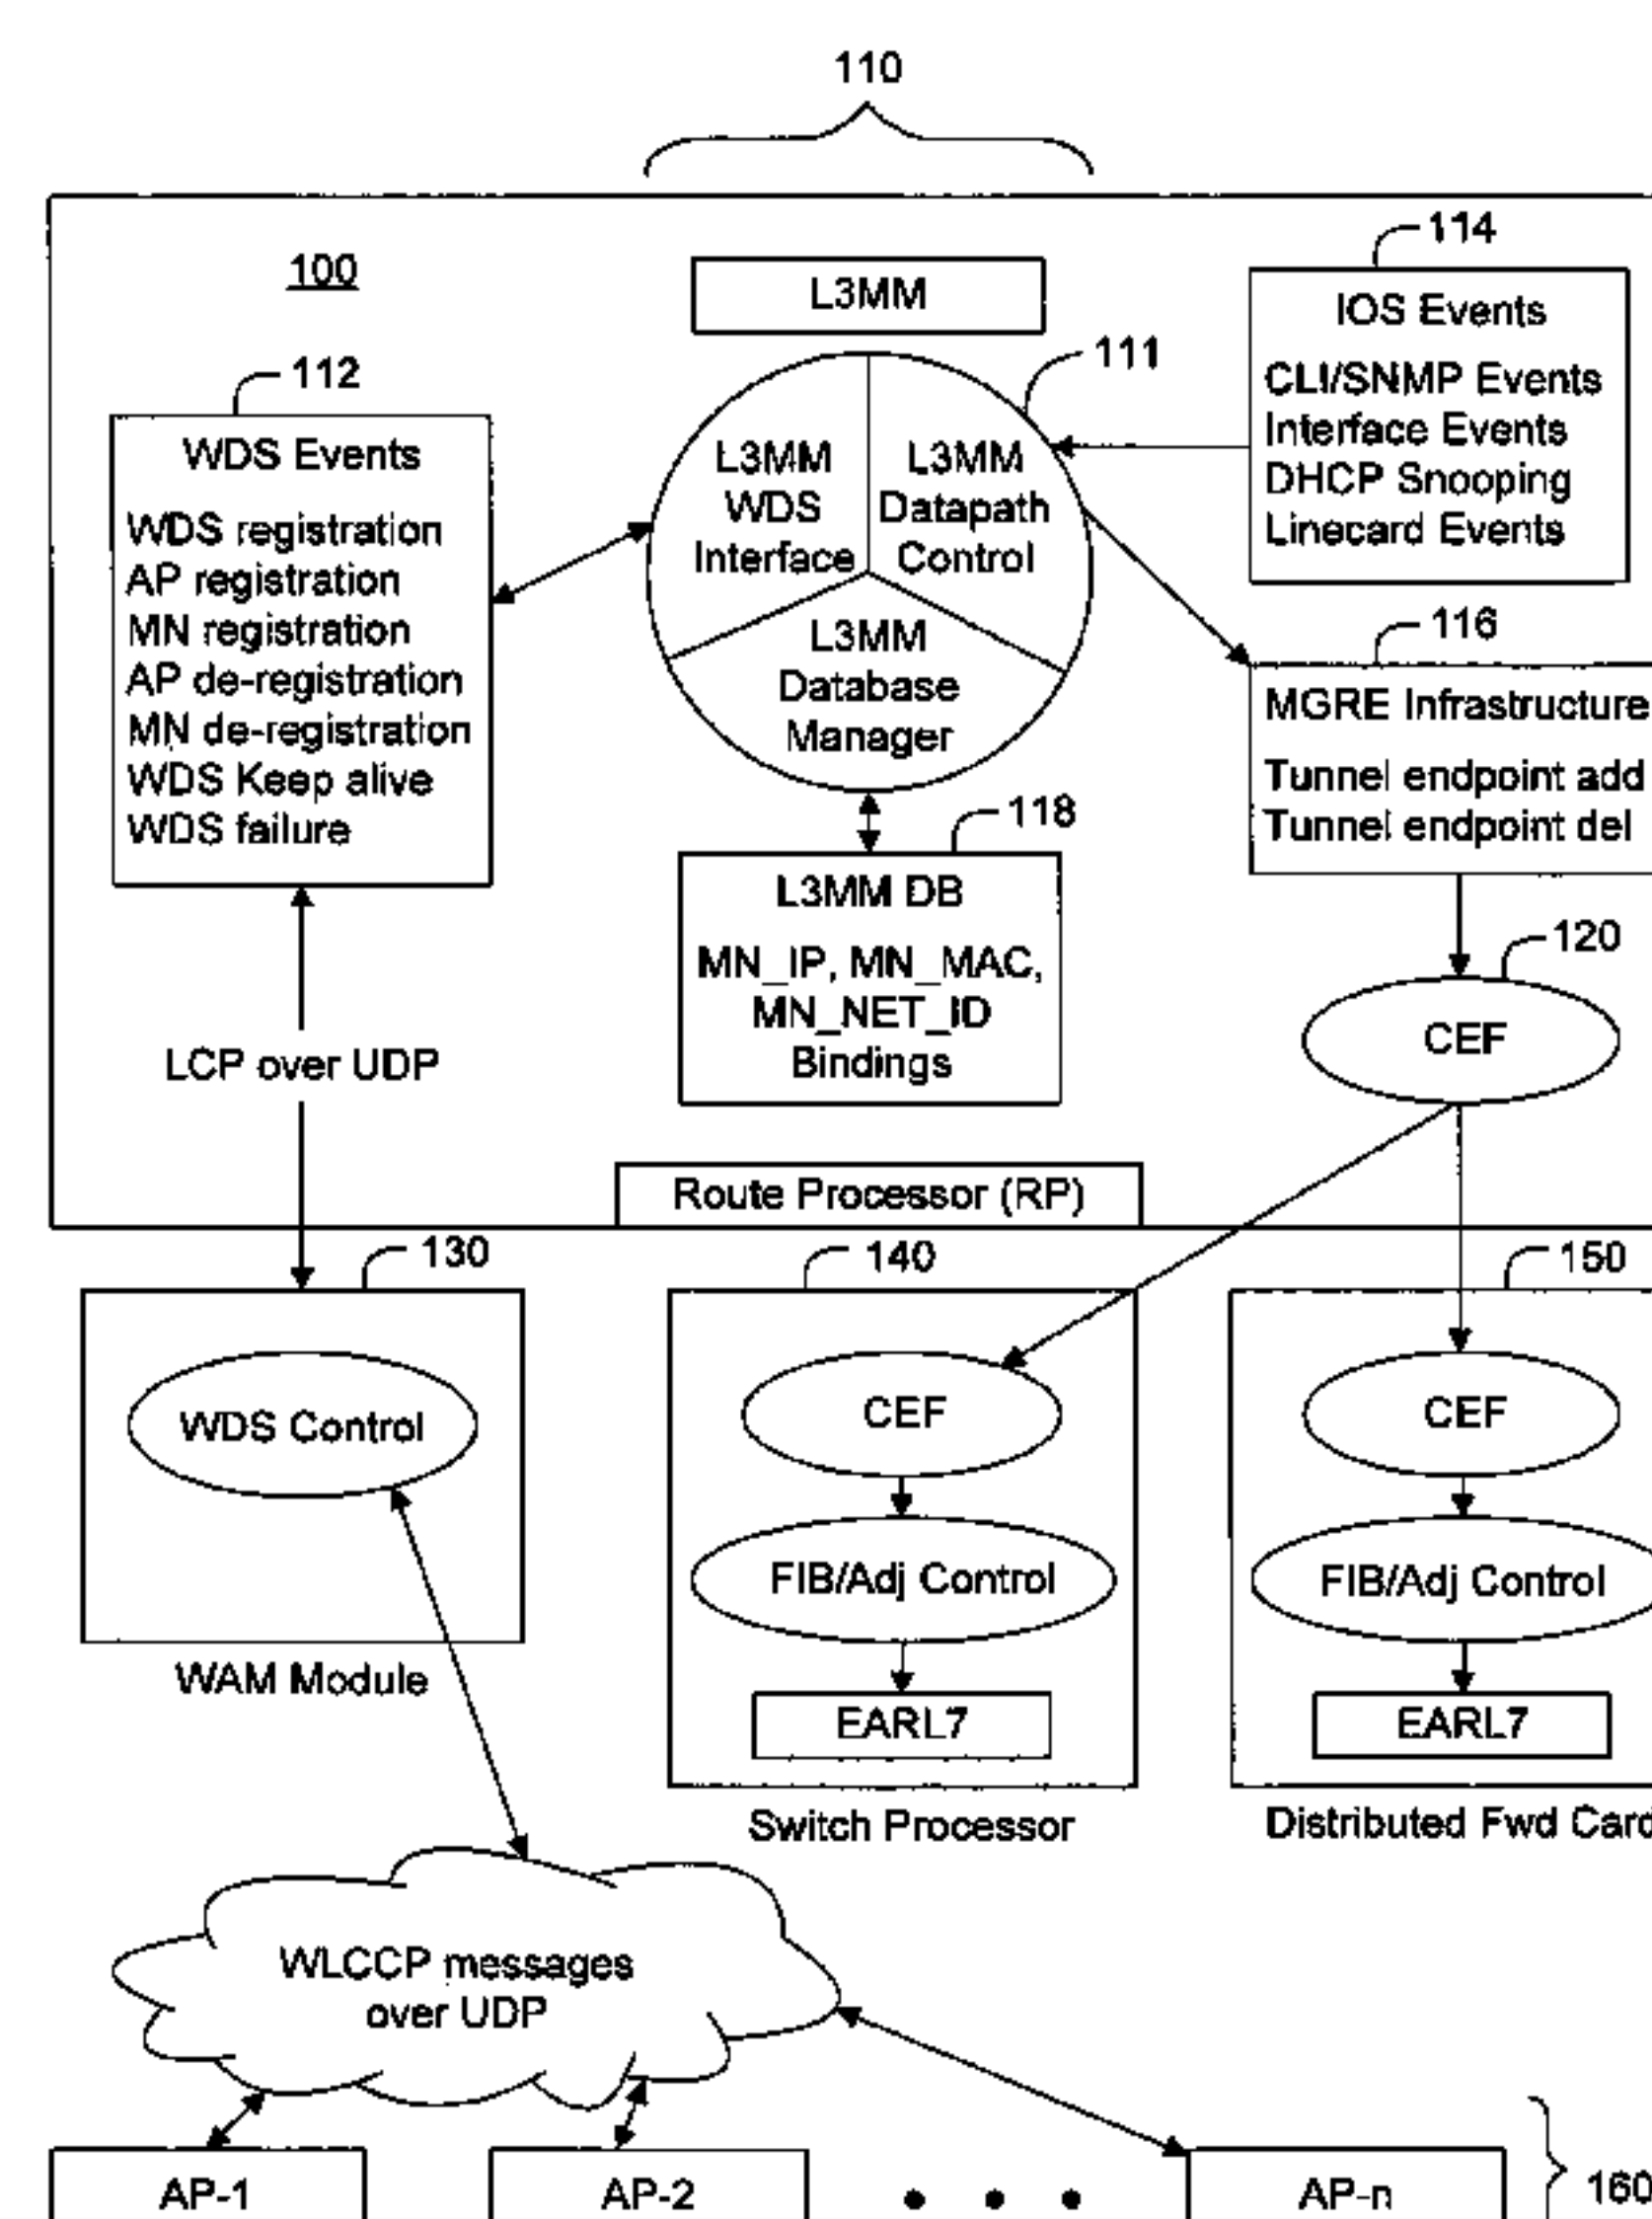 110
100
L3MM
114
IOS Events
CLI/SNMP Events
Interface Events
DHCP Snooping
Linecard Events
111
112
WDS Events
WDS registration
AP registration
MN registration
AP de-registration
MN de-registration
WDS Keep alive
WDS failure
L3MM
WDS
Interface
L3MM
Datapath
Control
L3MM
Database
Manager
116
MGRE Infrastructure
Tunnel endpoint add
Tunnel endpoint del
118
L3MM DB
MN_IP, MN_MAC,
MN_NET_ID
Bindings
120
CEF
LCP over UDP
Route Processor (RP)
130
WDS Control
WAM Module
140
CEF
FIB/Adj Control
EARL7
Switch Processor
150
CEF
FIB/Adj Control
EARL7
Distributed Fwd Card
WLCCP messages
over UDP
AP-1
AP-2
• • •
AP-n
160